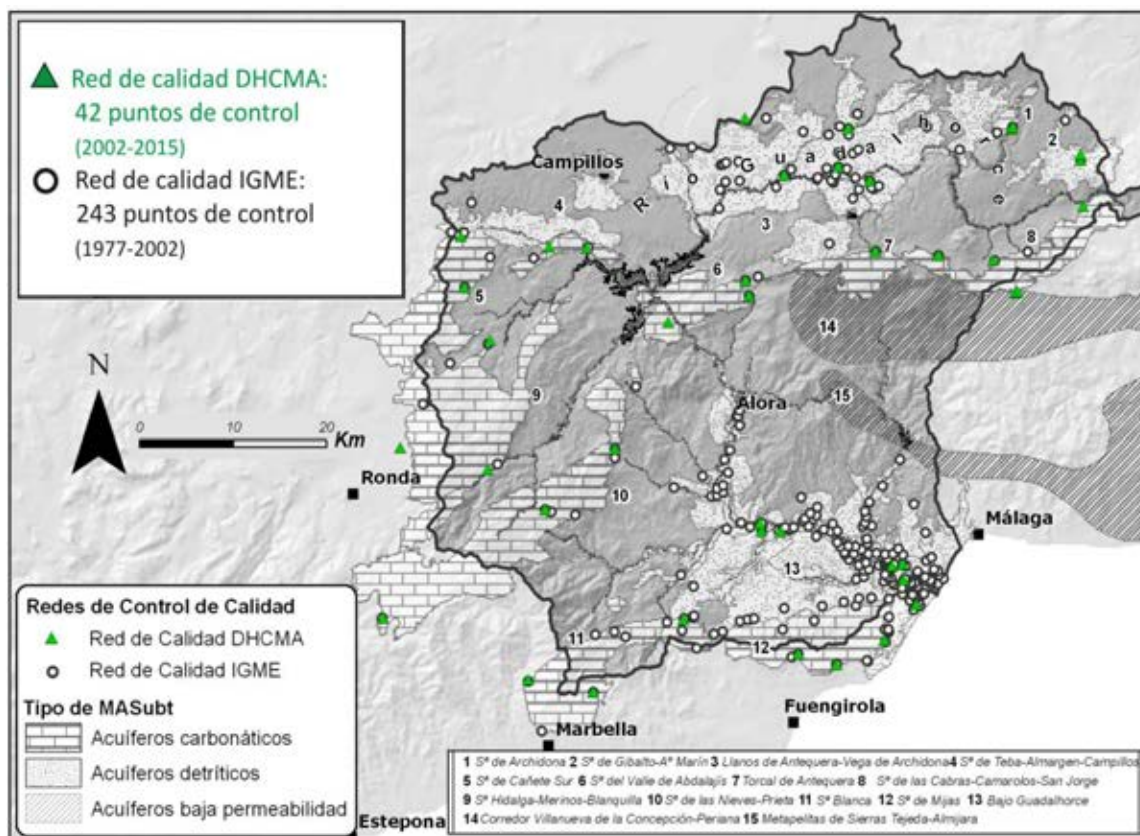 Red de calidad DHCMA:
42 puntos de control
(2002-2015)
Red de calidad IGME:
243 puntos de control
(1977-2002)
Campillos
Río Guadalhorce
1
2
4
3
8
7
6
5
14
N
9
15
Álora
0 10 20 Km
Ronda
10
Málaga
13
11
12
Fuengirola
Marbella
Estepona
Redes de Control de Calidad
Red de Calidad DHCMA
Red de Calidad IGME
Tipo de MASubt
Acuíferos carbonáticos
Acuíferos detríticos
Acuíferos baja permeabilidad
1 Sª de Archidona 2 Sª de Gibalto-Aº Marín 3 Llanos de Antequera-Vega de Archidona 4 Sª de Teba-Almargen-Campillos
5 Sª de Cañete Sur 6 Sª del Valle de Abdalajís 7 Torcal de Antequera 8 Sª de las Cabras-Camarolos-San Jorge
9 Sª Hidalga-Merinos-Blanquilla 10 Sª de las Nieves-Prieta 11 Sª Blanca 12 Sª de Mijas 13 Bajo Guadalhorce
14 Corredor Villanueva de la Concepción-Periana 15 Metapelitas de Sierras Tejeda-Almijara